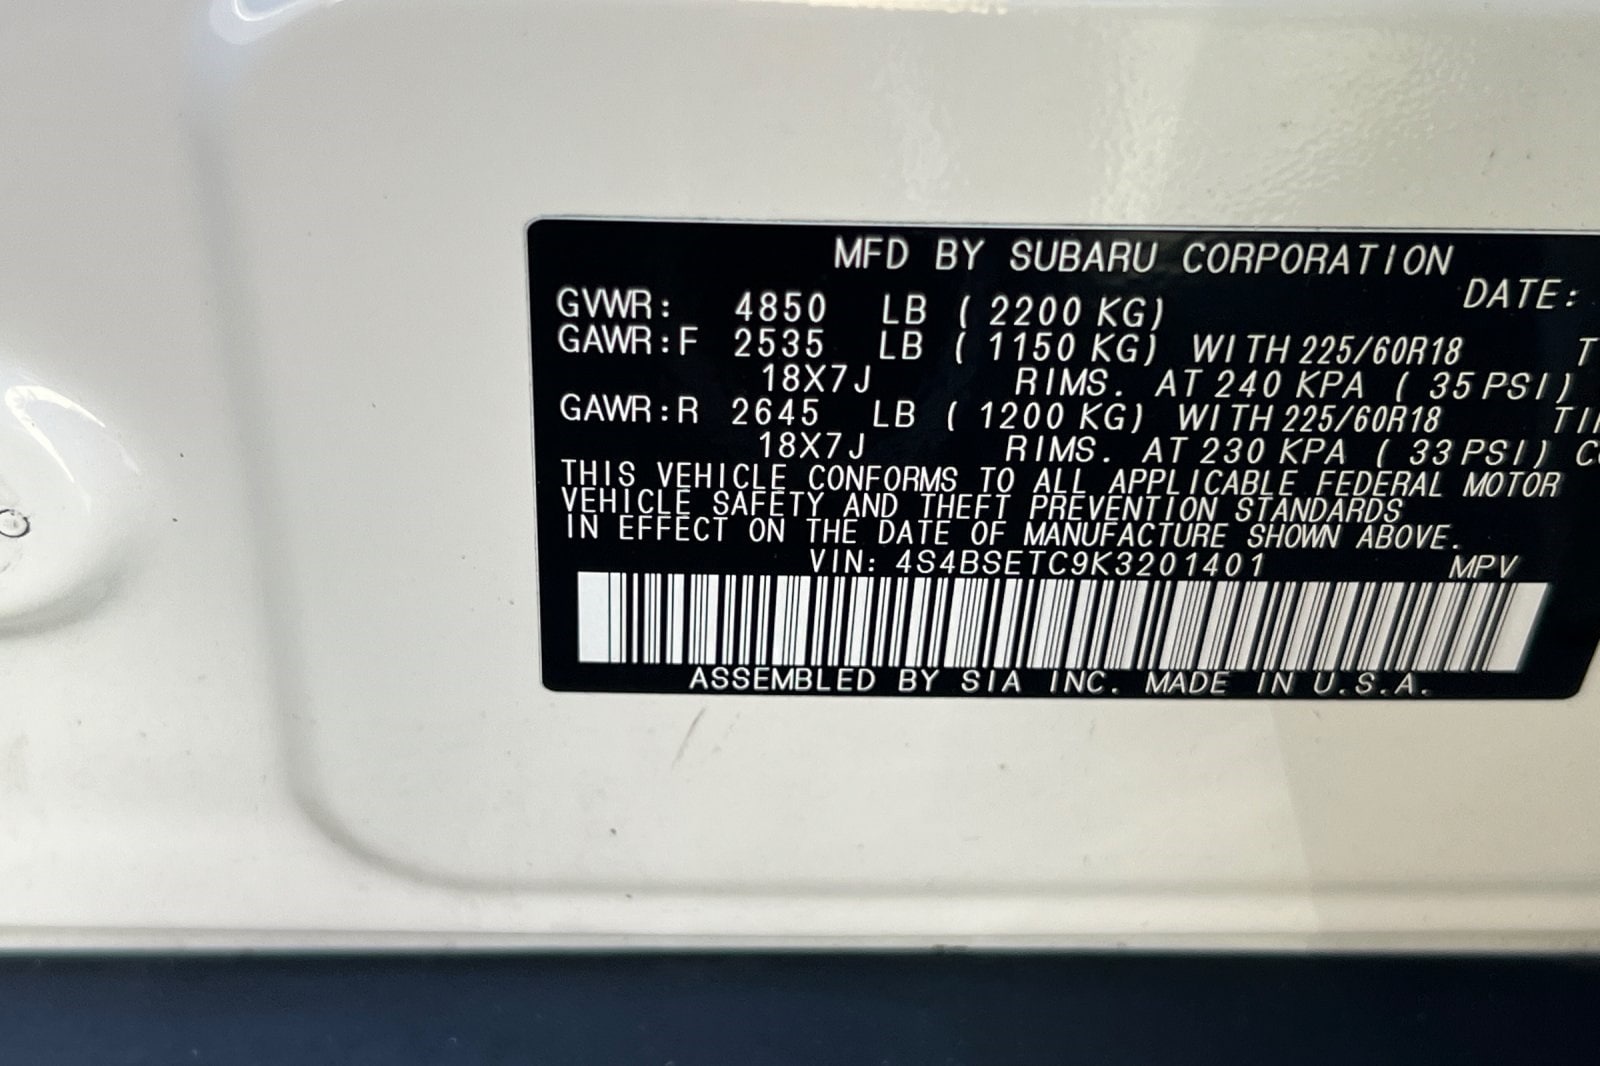 MFD BY SUBARU CORPORATION
DATE:
GVWR: 4850 LB ( 2200 KG)
GAWR:F 2535 LB ( 1150 KG) WITH 225/60R18
18X7J RIMS. AT 240 KPA ( 35 PSI)
GAWR:R 2645 LB ( 1200 KG) WITH 225/60R18
18X7J RIMS. AT 230 KPA ( 33 PSI)
THIS VEHICLE CONFORMS TO ALL APPLICABLE FEDERAL MOTOR
VEHICLE SAFETY AND THEFT PREVENTION STANDARDS
IN EFFECT ON THE DATE OF MANUFACTURE SHOWN ABOVE.
VIN: 4S4BSETC9K3201401 MPV
ASSEMBLED BY SIA INC. MADE IN U.S.A.